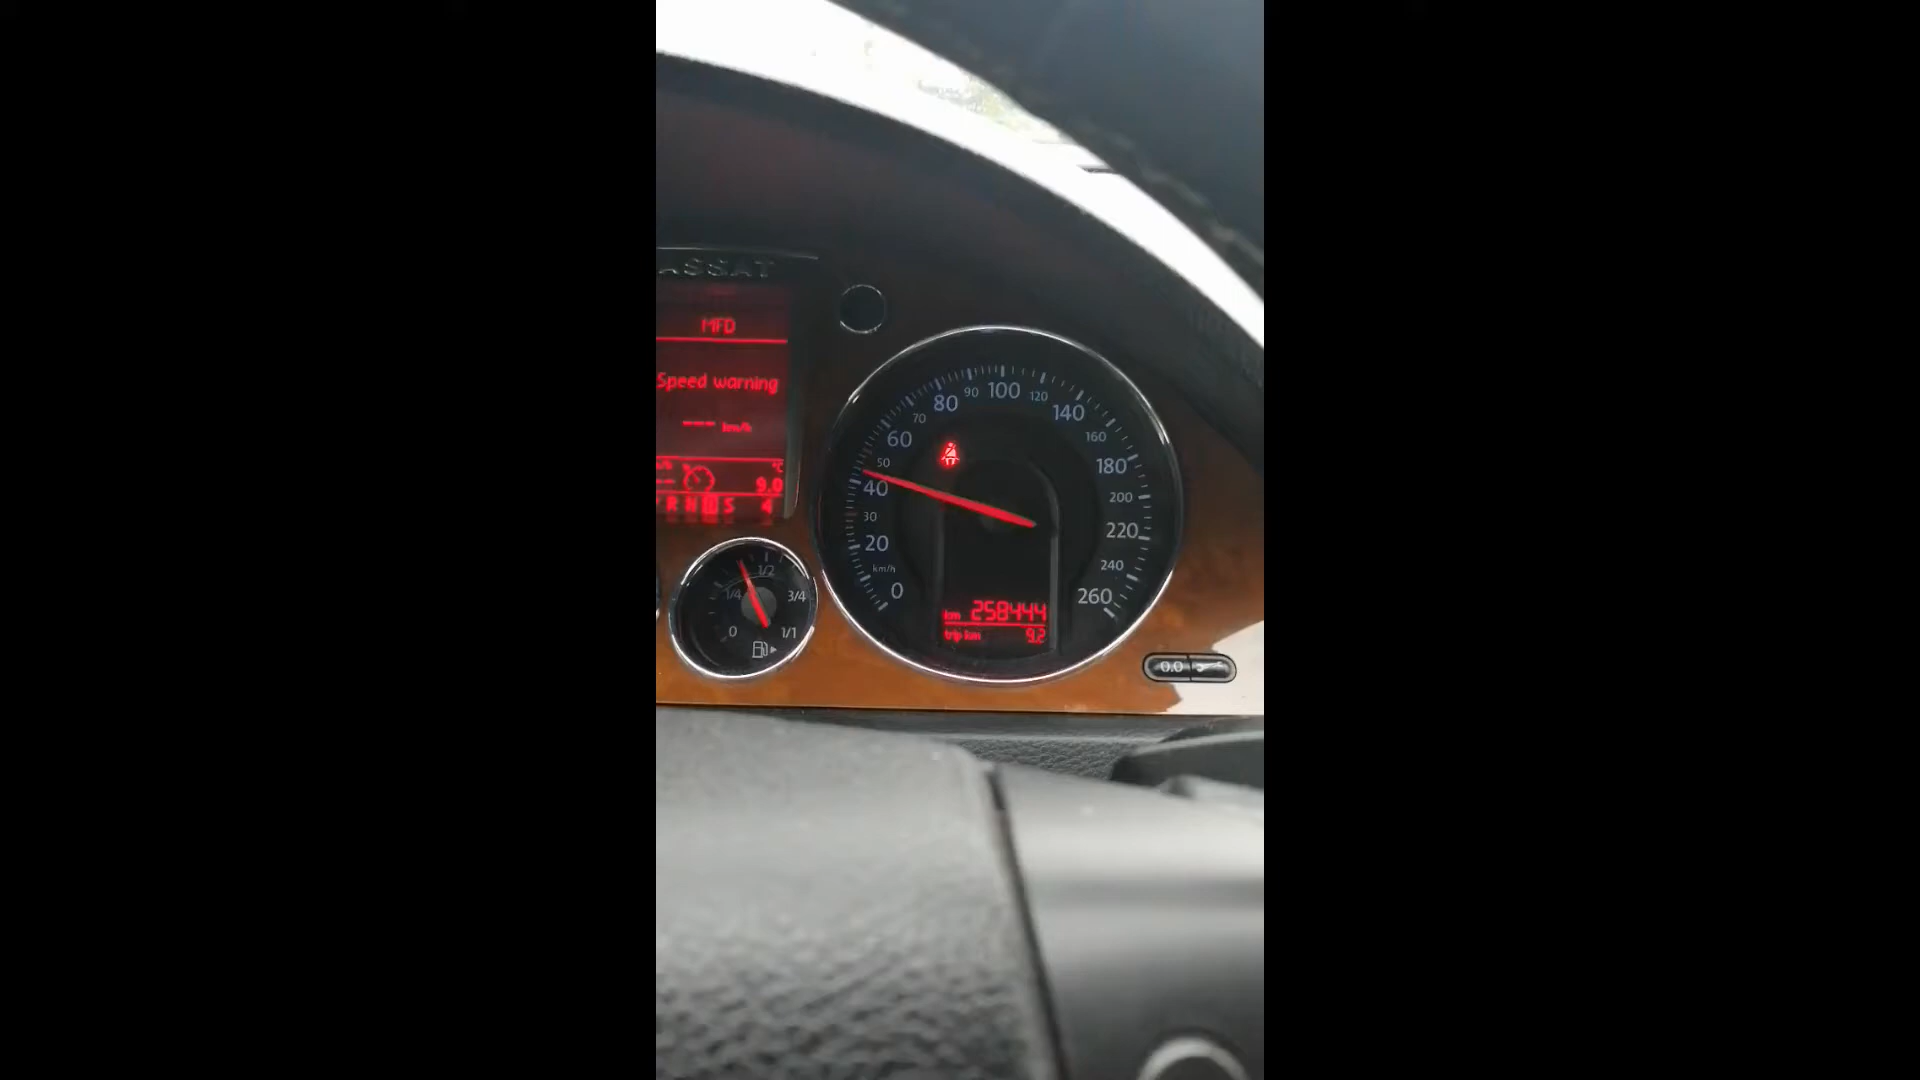 ASSAT
MFD
Speed warning
--- km/h
°C
9.0
R N D S 4
1/2
1/4 3/4
0 1/1
100
90 120
80 140
70 160
60 180
50 200
40 220
30 240
20 260
km/h
0
km 258444
trip km 9.2
0.0